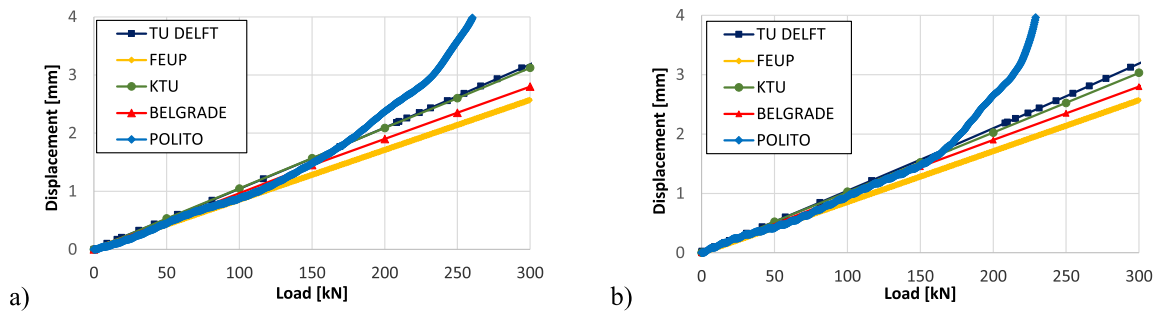 4
3
2
1
0
Displacement [mm]
TU DELFT
FEUP
KTU
BELGRADE
POLITO
0 50 100 150 200 250 300
Load [kN]
a)
4
3
2
1
0
Displacement [mm]
TU DELFT
FEUP
KTU
BELGRADE
POLITO
0 50 100 150 200 250 300
Load [kN]
b)